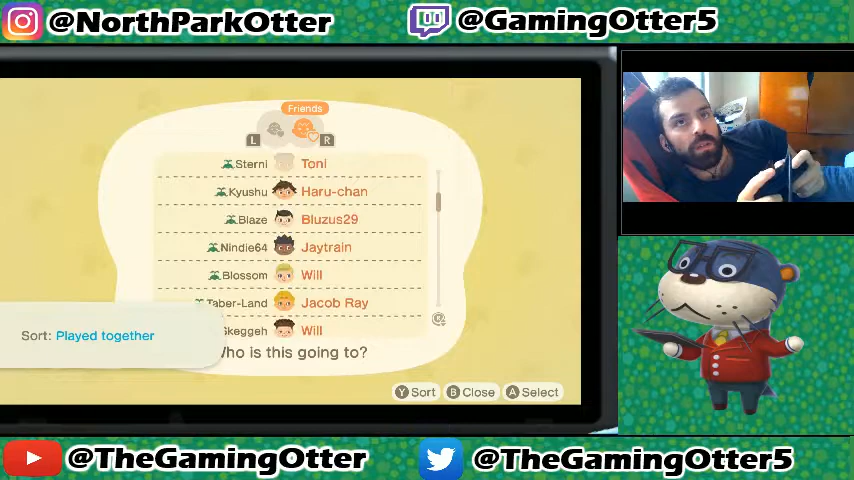 @NorthParkOtter
@GamingOtter5
Friends
L R
Sterni Toni
Kyushu Haru-chan
Blaze Bluzus29
Nindie64 Jaytrain
Blossom Will
Taber-Land Jacob Ray
Skeggeh Will
Sort: Played together
Who is this going to?
Y Sort B Close A Select
@TheGamingOtter
@TheGamingOtter5